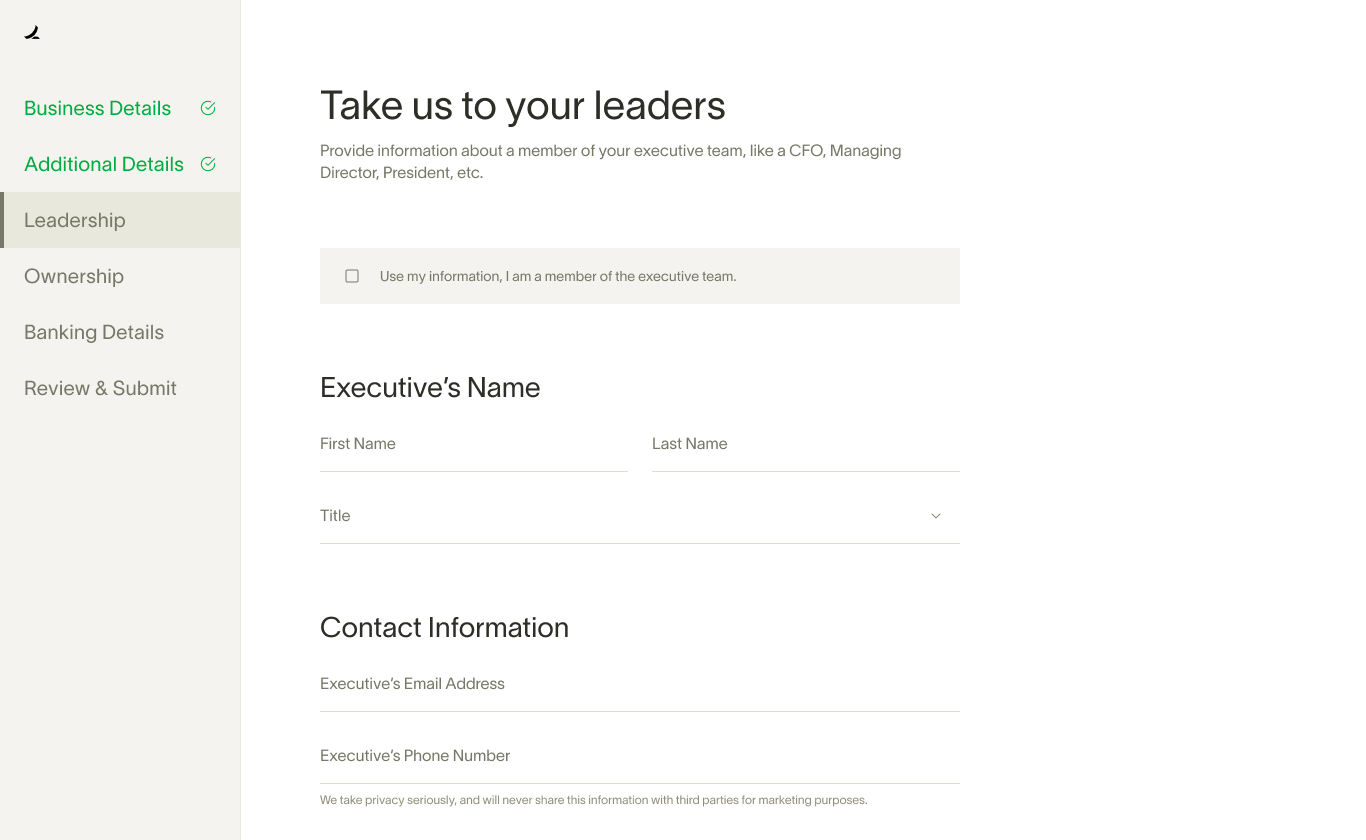 Business Details
Additional Details
Leadership
Ownership
Banking Details
Review & Submit
Take us to your leaders
Provide information about a member of your executive team, like a CFO, Managing
Director, President, etc.
Use my information, I am a member of the executive team.
Executive’s Name
First Name
Last Name
Title
Contact Information
Executive’s Email Address
Executive’s Phone Number
We take privacy seriously, and will never share this information with third parties for marketing purposes.